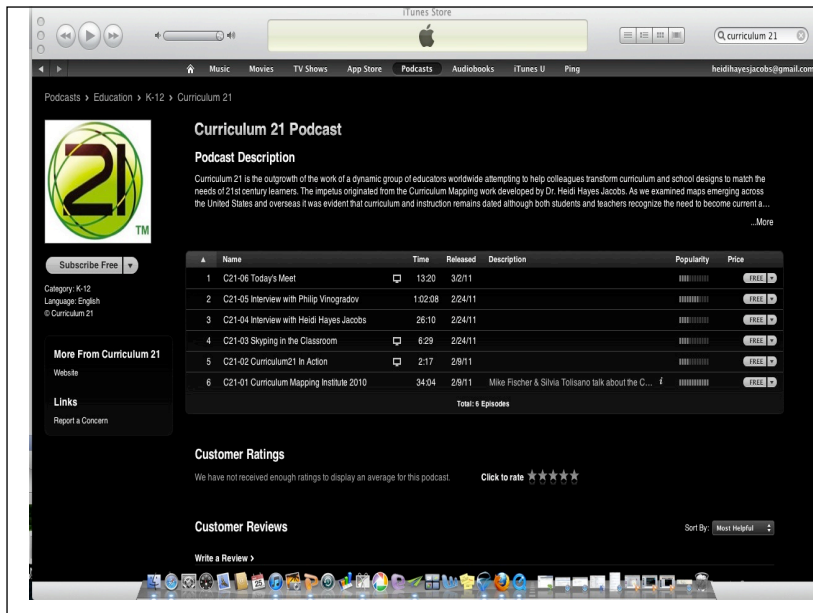 iTunes Store
curriculum 21
Music Movies TV Shows App Store Podcasts Audiobooks iTunes U Ping heidihayesjacobs@gmail.com
Podcasts > Education > K-12 > Curriculum 21
21
TM
Curriculum 21 Podcast
Podcast Description
Curriculum 21 is the outgrowth of the work of a dynamic group of educators worldwide attempting to help colleagues transform curriculum and school designs to match the
needs of 21st century learners. The impetus originated from the Curriculum Mapping work developed by Dr. Heidi Hayes Jacobs. As we examined maps emerging across
the United States and overseas it was evident that curriculum and instruction remains dated although both students and teachers recognize the need to become current a...
...More
Subscribe Free
Category: K-12
Language: English
© Curriculum 21
More From Curriculum 21
Website
Links
Report a Concern
Name Time Released Description Popularity Price
1 C21-06 Today's Meet 13:20 3/2/11 FREE
2 C21-05 Interview with Philip Vinogradov 1:02:08 2/24/11 FREE
3 C21-04 Interview with Heidi Hayes Jacobs 26:10 2/24/11 FREE
4 C21-03 Skyping in the Classroom 6:29 2/24/11 FREE
5 C21-02 Curriculum21 In Action 2:17 2/9/11 FREE
6 C21-01 Curriculum Mapping Institute 2010 34:04 2/9/11 Mike Fischer & Silvia Tolisano talk about the C... i FREE
Total: 6 Episodes
Customer Ratings
We have not received enough ratings to display an average for this podcast. Click to rate
Customer Reviews Sort By: Most Helpful
Write a Review >